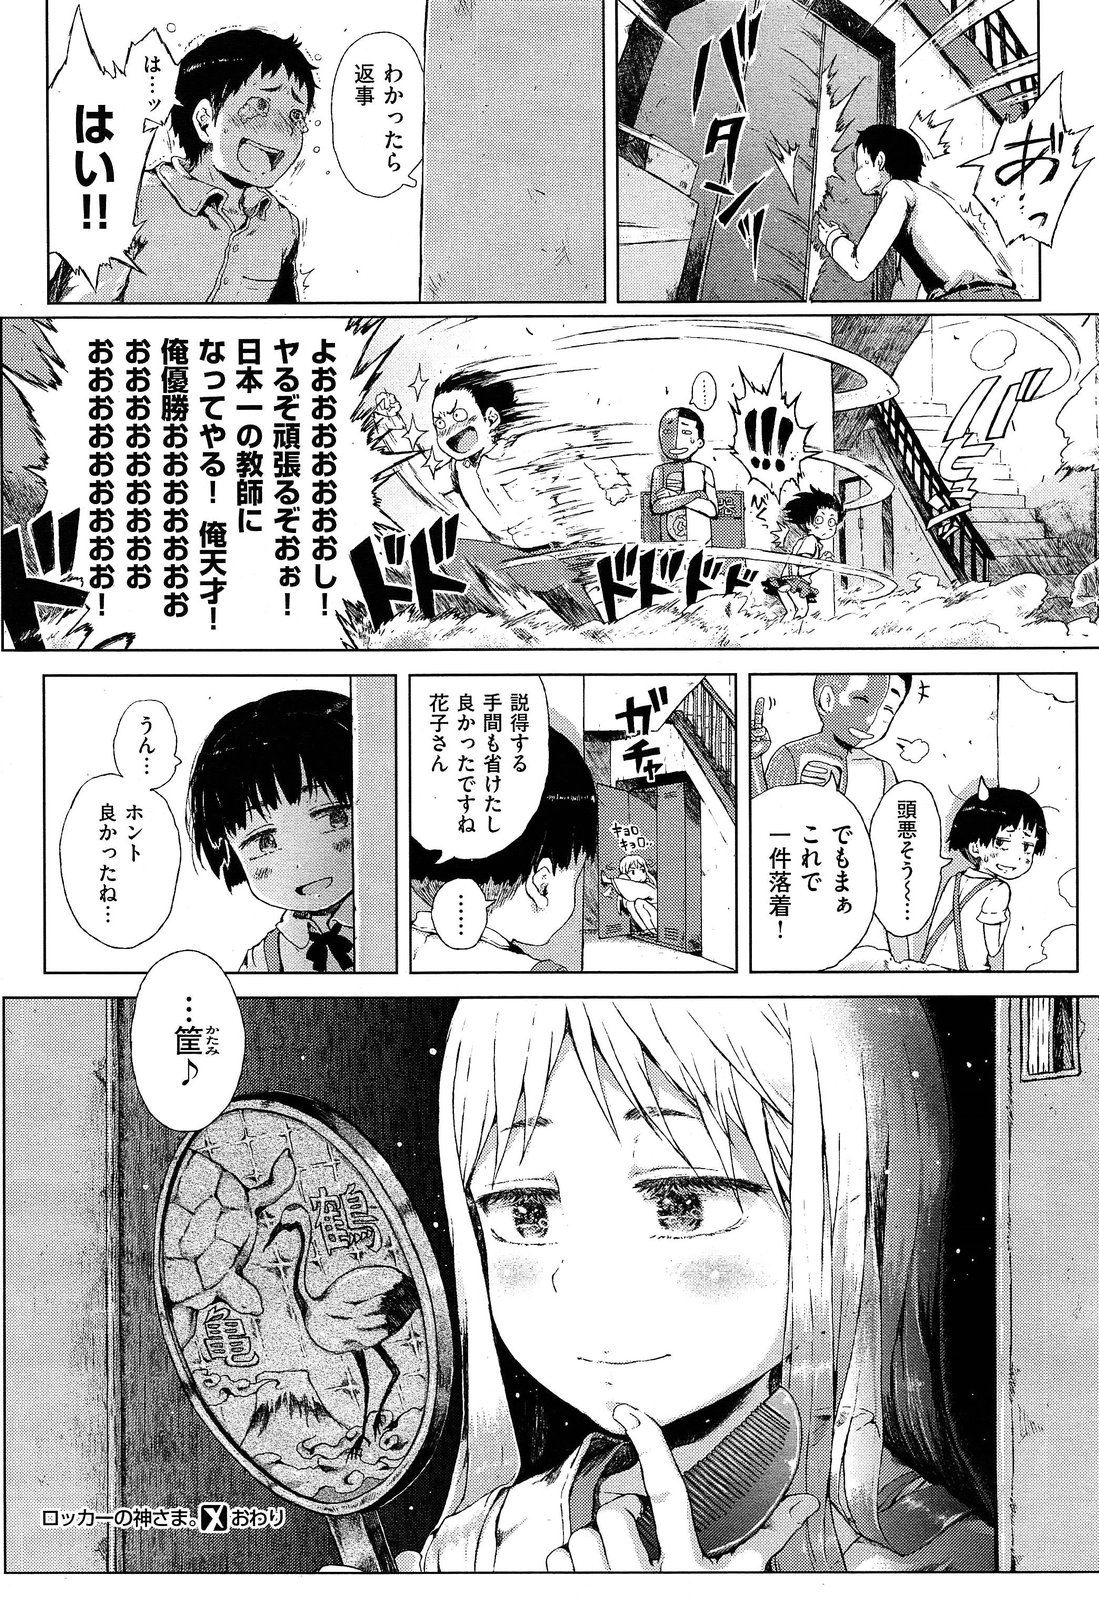 バタンッ
おっ
わかったら
返事
は…ッ
はい!!
!!!
……
ドドドド
ドドド
ドド
よおおおおおおおし!
ヤるぞ頑張るぞおぉ!
日本一の教師に
なってやる! 俺天才!
俺優勝おおおおおおお
おおおおおおおおお
おおおおおおおおおお!
頭悪そう〜…
でもまぁ
これで
一件落着!
ガチャ
キョロ
キョロ…
説得する
手間も省けたし
良かったですね
花子さん
……
うん…
ホント
良かったね…
…筐♪
かたみ
鶴
亀
ロッカーの神さま。
おわり